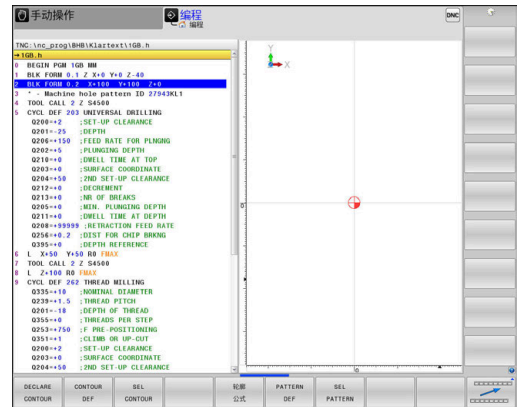 手动操作
编程
编程
DNC
TNC:\nc_prog\BHB\Klartext\1GB.h
→1GB.h
0 BEGIN PGM 1GB MM
1 BLK FORM 0.1 Z X+0 Y+0 Z-40
2 BLK FORM 0.2 X+100 Y+100 Z+0
3 * - Machine hole pattern ID 27943KL1
4 TOOL CALL 2 Z S4500
5 CYCL DEF 203 UNIVERSAL DRILLING
Q200=+2 ;SET-UP CLEARANCE
Q201=-25 ;DEPTH
Q206=+150 ;FEED RATE FOR PLNGNG
Q202=+5 ;PLUNGING DEPTH
Q210=+0 ;DWELL TIME AT TOP
Q203=+0 ;SURFACE COORDINATE
Q204=+50 ;2ND SET-UP CLEARANCE
Q212=+0 ;DECREMENT
Q213=+0 ;NR OF BREAKS
Q205=+0 ;MIN. PLUNGING DEPTH
Q211=+0 ;DWELL TIME AT DEPTH
Q208=+99999 ;RETRACTION FEED RATE
Q256=+0.2 ;DIST FOR CHIP BRKNG
Q395=+0 ;DEPTH REFERENCE
6 L X+50 Y+50 R0 FMAX
7 TOOL CALL 2 Z S4500
8 L Z+100 R0 FMAX
9 CYCL DEF 262 THREAD MILLING
Q335=+10 ;NOMINAL DIAMETER
Q239=+1.5 ;THREAD PITCH
Q201=-18 ;DEPTH OF THREAD
Q355=+0 ;THREADS PER STEP
Q253=+750 ;F PRE-POSITIONING
Q351=+1 ;CLIMB OR UP-CUT
Q200=+2 ;SET-UP CLEARANCE
Q203=+0 ;SURFACE COORDINATE
Q204=+50 ;2ND SET-UP CLEARANCE
Y
X
0
0
DECLARE CONTOUR
CONTOUR DEF
SEL CONTOUR
轮廓 公式
PATTERN DEF
SEL PATTERN